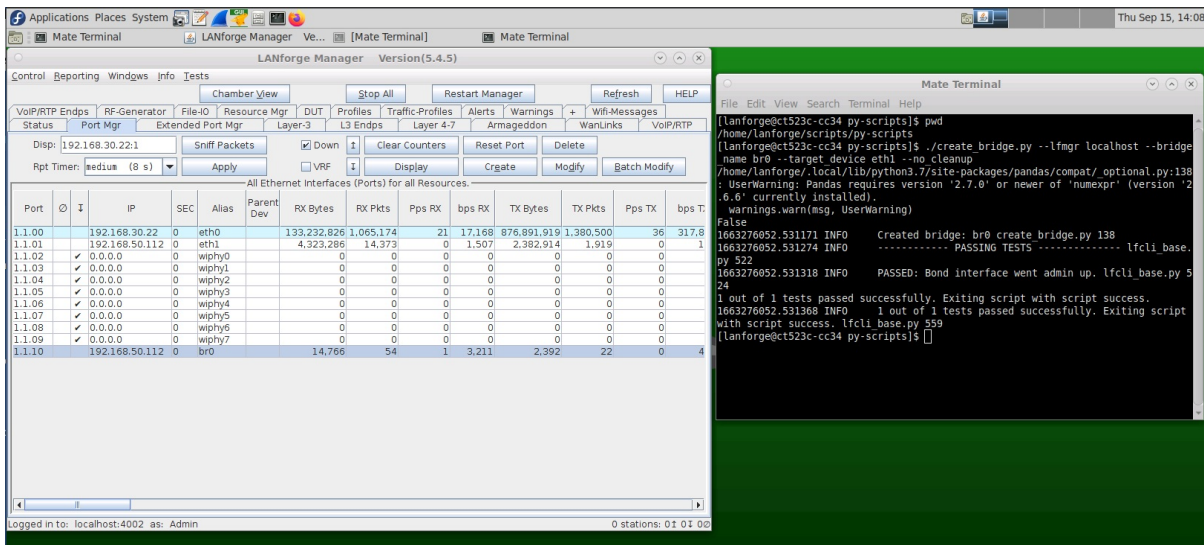 Applications Places System
Thu Sep 15, 14:08
Mate Terminal
LANforge Manager Ve...
[Mate Terminal]
Mate Terminal
LANforge Manager Version(5.4.5)
Control Reporting Windows Info Tests
Chamber View Stop All Restart Manager Refresh HELP
VoIP/RTP Endps RF-Generator File-IO Resource Mgr DUT Profiles Traffic-Profiles Alerts Warnings + Wifi-Messages
Status Port Mgr Extended Port Mgr Layer-3 L3 Endps Layer 4-7 Armageddon WanLinks VoIP/RTP
Disp: 192.168.30.22:1 Sniff Packets Down Clear Counters Reset Port Delete
Rpt Timer: medium (8 s) Apply VRF Display Create Modify Batch Modify
All Ethernet Interfaces (Ports) for all Resources.
Port IP SEC Alias Parent Dev RX Bytes RX Pkts Pps RX bps RX TX Bytes TX Pkts Pps TX bps T
1.1.00 192.168.30.22 0 eth0 133,232,826 1,065,174 21 17,168 876,891,919 1,380,500 36 317,8
1.1.01 192.168.50.112 0 eth1 4,323,286 14,373 0 1,507 2,382,914 1,919 0 1
1.1.02 ✔ 0.0.0.0 0 wiphy0 0 0 0 0 0 0 0
1.1.03 ✔ 0.0.0.0 0 wiphy1 0 0 0 0 0 0 0
1.1.04 ✔ 0.0.0.0 0 wiphy2 0 0 0 0 0 0 0
1.1.05 ✔ 0.0.0.0 0 wiphy3 0 0 0 0 0 0 0
1.1.06 ✔ 0.0.0.0 0 wiphy4 0 0 0 0 0 0 0
1.1.07 ✔ 0.0.0.0 0 wiphy5 0 0 0 0 0 0 0
1.1.08 ✔ 0.0.0.0 0 wiphy6 0 0 0 0 0 0 0
1.1.09 ✔ 0.0.0.0 0 wiphy7 0 0 0 0 0 0 0
1.1.10 192.168.50.112 0 br0 14,766 54 1 3,211 2,392 22 0 4
Logged in to: localhost:4002 as: Admin
0 stations: 0↥ 0↧ 0∅
Mate Terminal
File Edit View Search Terminal Help
[lanforge@ct523c-cc34 py-scripts]$ pwd
/home/lanforge/scripts/py-scripts
[lanforge@ct523c-cc34 py-scripts]$ ./create_bridge.py --lfmgr localhost --bridge
_name br0 --target_device eth1 --no_cleanup
/home/lanforge/.local/lib/python3.7/site-packages/pandas/compat/_optional.py:138
: UserWarning: Pandas requires version '2.7.0' or newer of 'numexpr' (version '2
.6.6' currently installed).
warnings.warn(msg, UserWarning)
False
1663276052.531171 INFO Created bridge: br0 create_bridge.py 138
1663276052.531274 INFO ------------ PASSING TESTS ------------- lfcli_base.
py 522
1663276052.531318 INFO PASSED: Bond interface went admin up. lfcli_base.py 5
24
1 out of 1 tests passed successfully. Exiting script with script success.
1663276052.531368 INFO 1 out of 1 tests passed successfully. Exiting script
with script success. lfcli_base.py 559
[lanforge@ct523c-cc34 py-scripts]$